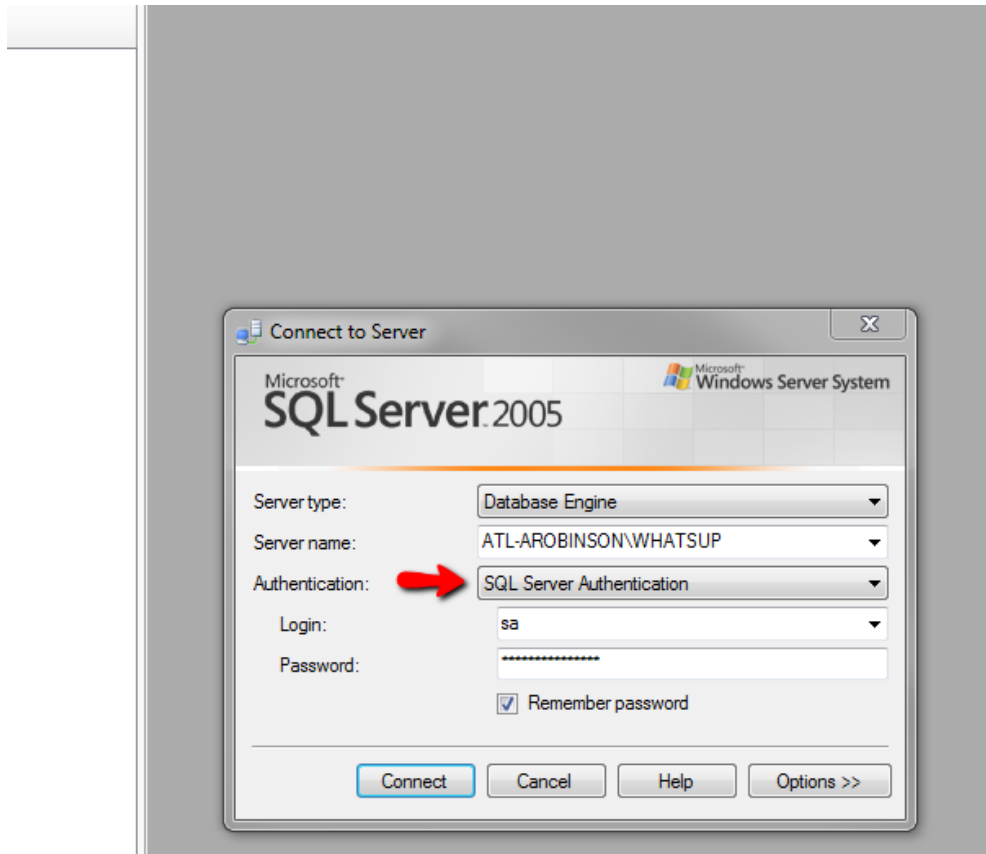 Connect to Server
Microsoft
SQL Server 2005
Microsoft
Windows Server System
Server type: Database Engine
Server name: ATL-AROBINSON\WHATSUP
Authentication: SQL Server Authentication
Login: sa
Password: ***************
Remember password
Connect Cancel Help Options >>